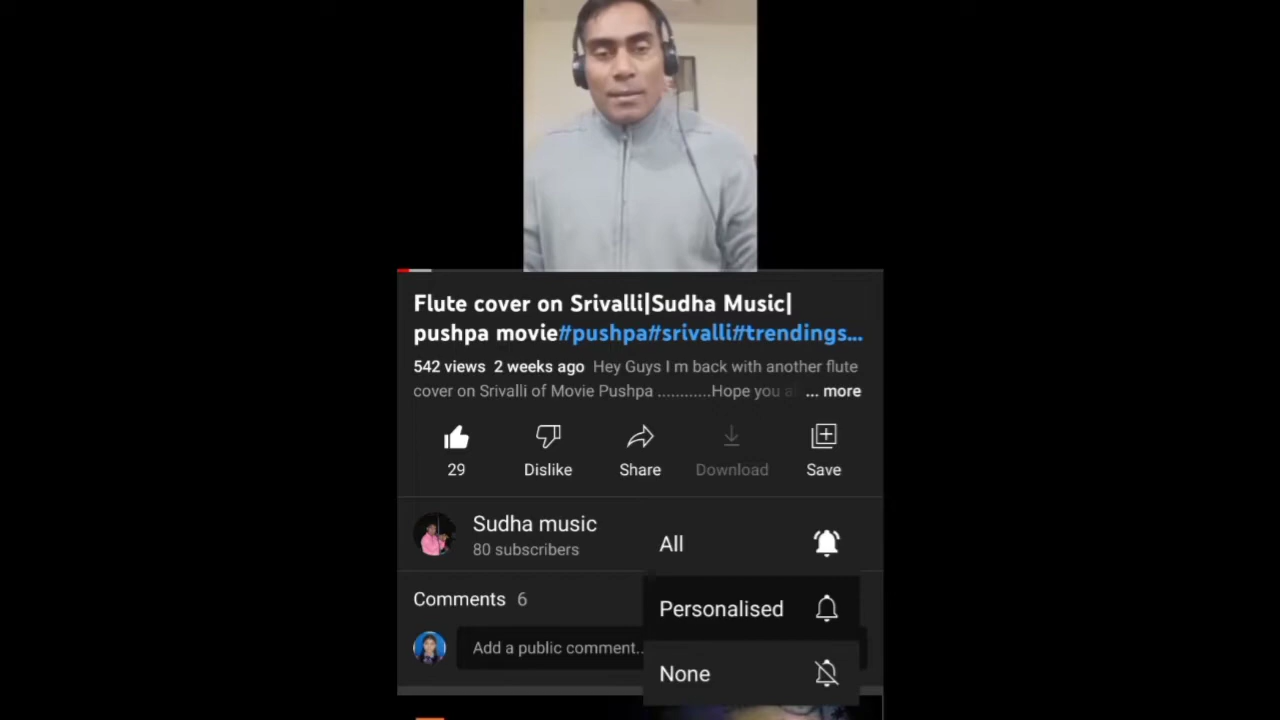 Flute cover on Srivalli|Sudha Music|
pushpa movie#pushpa#srivalli#trendings...
542 views 2 weeks ago Hey Guys I m back with another flute
cover on Srivalli of Movie Pushpa ............Hope you a ... more
29 Dislike Share Download Save
Sudha music
80 subscribers
All
Comments 6
Personalised
Add a public comment..
None